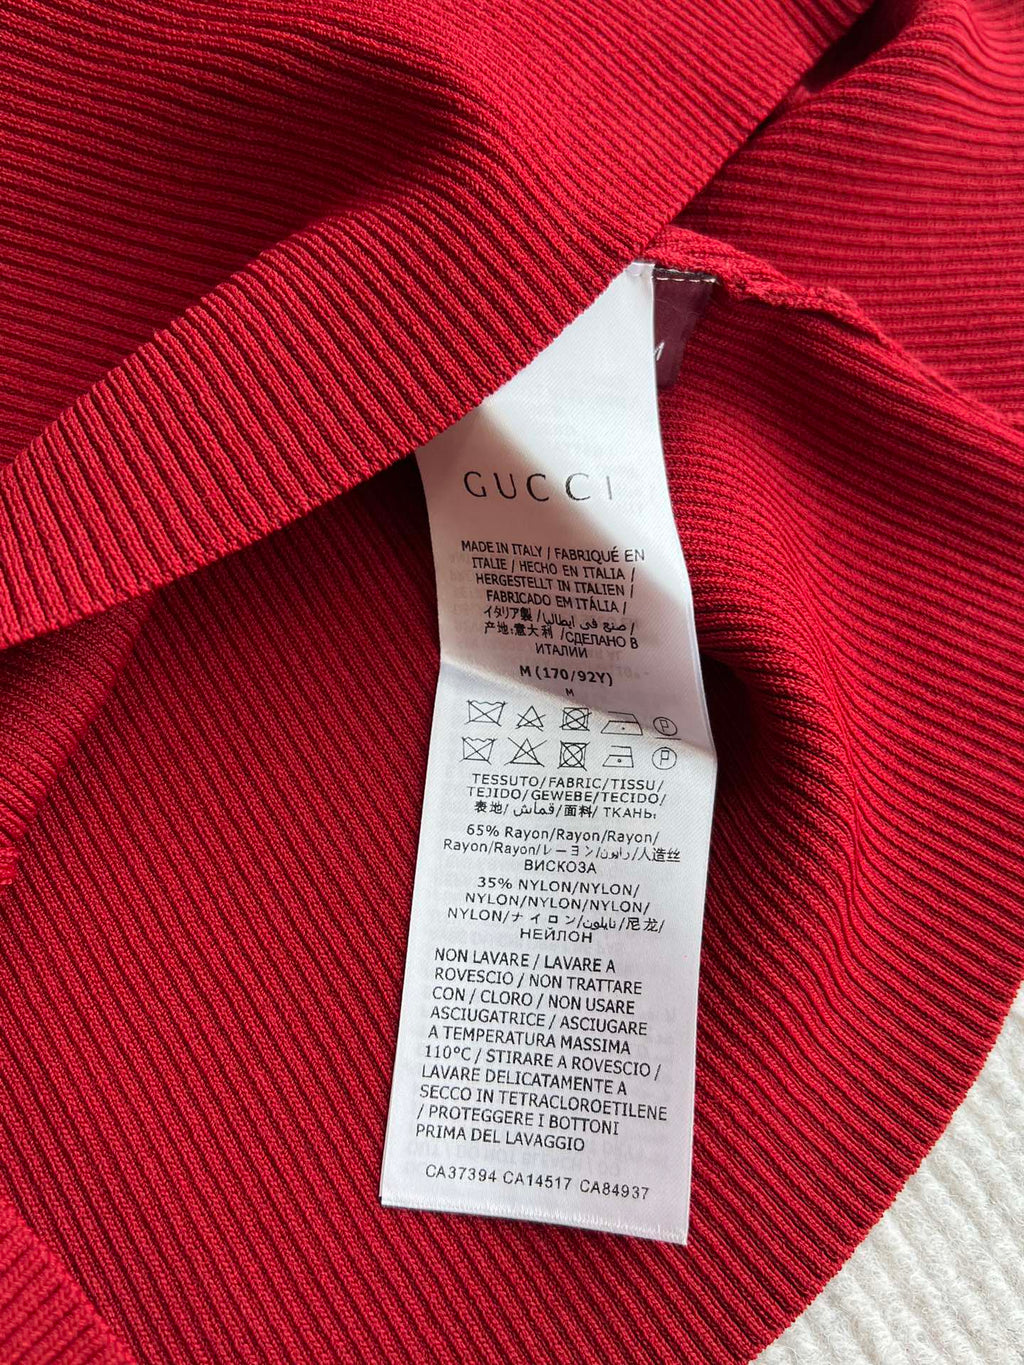 GUCCI
MADE IN ITALY / FABRIQUÉ EN
ITALIE / HECHO EN ITALIA /
HERGESTELLT IN ITALIEN /
FABRICADO EM ITÁLIA /
イタリア製 / صنع في ايطاليا /
产地:意大利 /СДЕЛАНО В
ИТАЛИИ
M (170/92Y)
M
TESSUTO/FABRIC/TISSU/
TEJIDO/GEWEBE/TECIDO/
表地/ قماش/面料/ ТКАНЬ:
65% Rayon/Rayon/Rayon/
Rayon/Rayon/レーヨン/رايون/人造丝
ВИСКОЗА
35% NYLON/NYLON/
NYLON/NYLON/NYLON/
NYLON/ナイロン/نايلون/尼龙/
НЕЙЛОН
NON LAVARE / LAVARE A
ROVESCIO / NON TRATTARE
CON / CLORO / NON USARE
ASCIUGATRICE / ASCIUGARE
A TEMPERATURA MASSIMA
110°C / STIRARE A ROVESCIO /
LAVARE DELICATAMENTE A
SECCO IN TETRACLOROETILENE
/ PROTEGGERE I BOTTONI
PRIMA DEL LAVAGGIO
CA37394 CA14517 CA84937